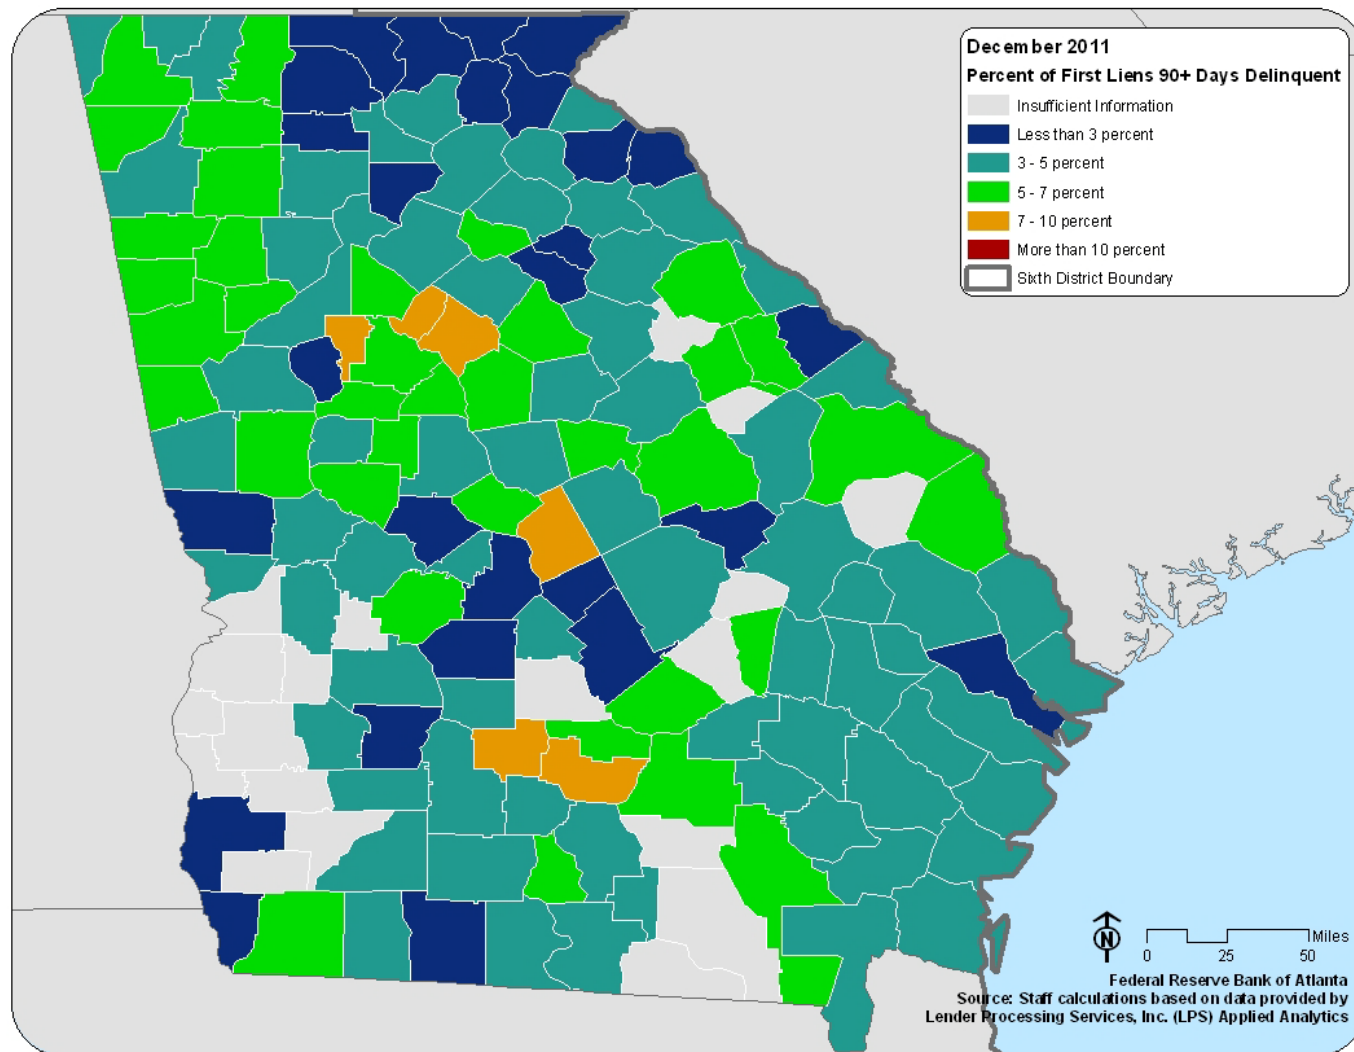 December 2011
Percent of First Liens 90+ Days Delinquent
Insufficient Information
Less than 3 percent
3 - 5 percent
5 - 7 percent
7 - 10 percent
More than 10 percent
Sixth District Boundary
N
Miles
0 25 50
Federal Reserve Bank of Atlanta
Source: Staff calculations based on data provided by
Lender Processing Services, Inc. (LPS) Applied Analytics